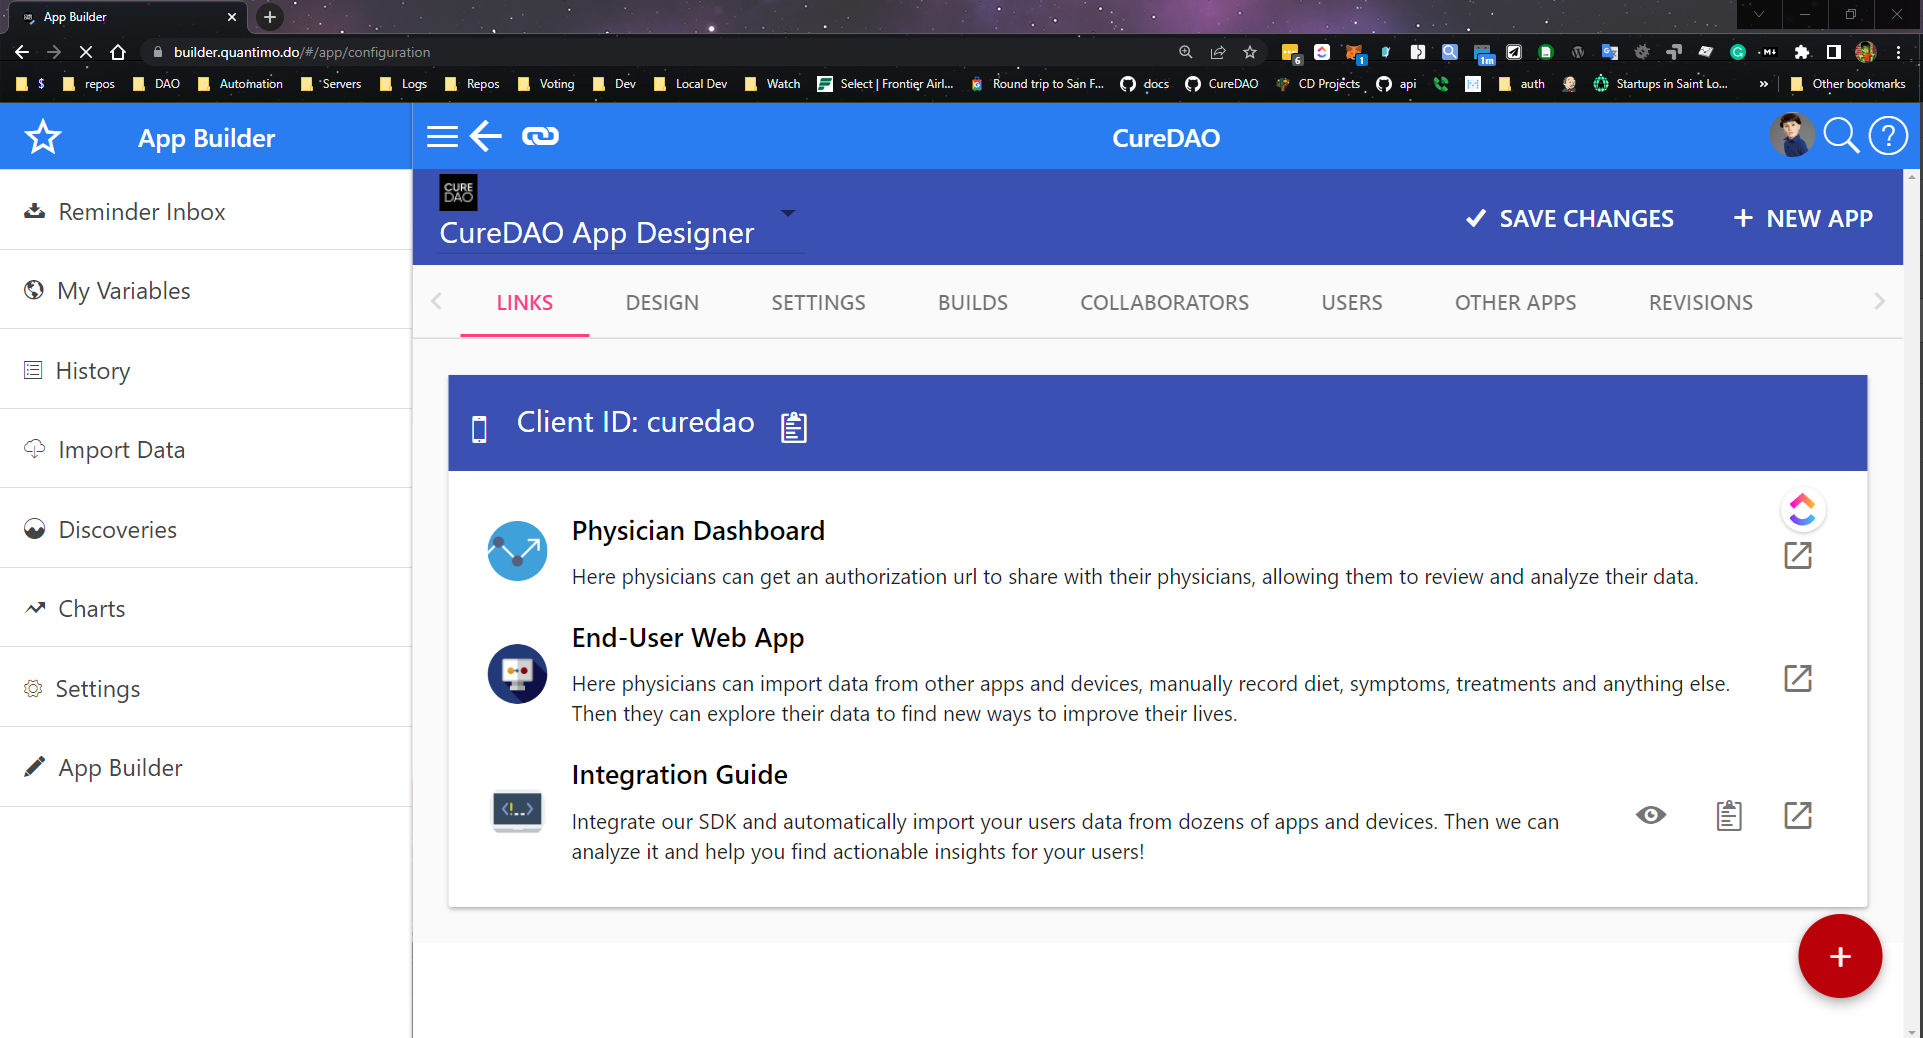 App Builder
builder.quantimo.do/#/app/configuration
6
1
1m
M
$
repos
DAO
Automation
Servers
Logs
Repos
Voting
Dev
Local Dev
Watch
Select | Frontier Airl...
Round trip to San F...
docs
CureDAO
CD Projects
api
auth
Startups in Saint Lo...
»
Other bookmarks
App Builder
CureDAO
?
Reminder Inbox
My Variables
History
Import Data
Discoveries
Charts
Settings
App Builder
CURE
DAO
CureDAO App Designer
SAVE CHANGES
+ NEW APP
LINKS
DESIGN
SETTINGS
BUILDS
COLLABORATORS
USERS
OTHER APPS
REVISIONS
Client ID: curedao
Physician Dashboard
Here physicians can get an authorization url to share with their physicians, allowing them to review and analyze their data.
End-User Web App
Here physicians can import data from other apps and devices, manually record diet, symptoms, treatments and anything else.
Then they can explore their data to find new ways to improve their lives.
<!..>
Integration Guide
Integrate our SDK and automatically import your users data from dozens of apps and devices. Then we can
analyze it and help you find actionable insights for your users!
+